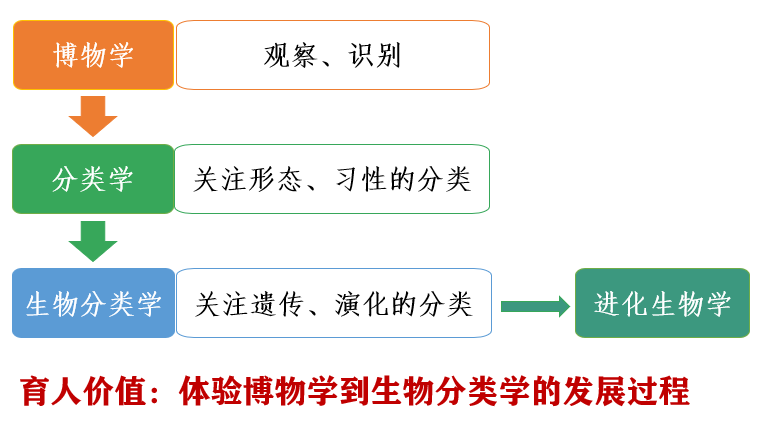 博物学 观察、识别
分类学 关注形态、习性的分类
生物分类学 关注遗传、演化的分类 进化生物学
育人价值：体验博物学到生物分类学的发展过程